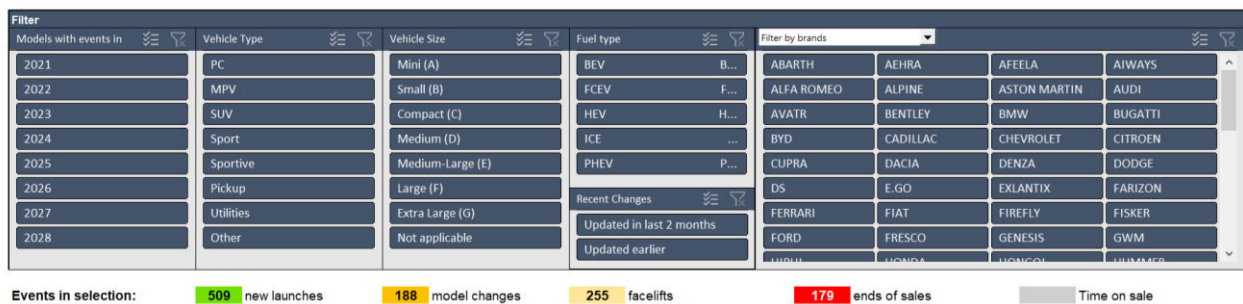 Filter
Models with events in
2021
2022
2023
2024
2025
2026
2027
2028
Vehicle Type
PC
MPV
SUV
Sport
Sportive
Pickup
Utilities
Other
Vehicle Size
Mini (A)
Small (B)
Compact (C)
Medium (D)
Medium-Large (E)
Large (F)
Extra Large (G)
Not applicable
Fuel type
BEV B...
FCEV F...
HEV H...
ICE ...
PHEV P...
Recent Changes
Updated in last 2 months
Updated earlier
Filter by brands
ABARTH AEHRA AFEELA AIWAYS
ALFA ROMEO ALPINE ASTON MARTIN AUDI
AVATR BENTLEY BMW BUGATTI
BYD CADILLAC CHEVROLET CITROEN
CUPRA DACIA DENZA DODGE
DS E.GO EXLANTIX FARIZON
FERRARI FIAT FIREFLY FISKER
FORD FRESCO GENESIS GWM
HONDA HONGQI HUMMER
Events in selection: 509 new launches 188 model changes 255 facelifts 179 ends of sales Time on sale